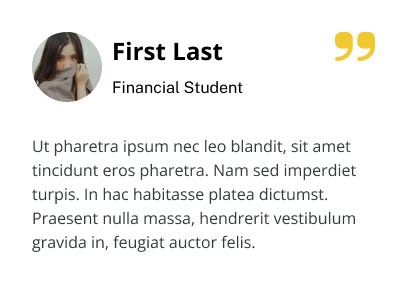 First Last
Financial Student
Ut pharetra ipsum nec leo blandit, sit amet
tincidunt eros pharetra. Nam sed imperdiet
turpis. In hac habitasse platea dictumst.
Praesent nulla massa, hendrerit vestibulum
gravida in, feugiat auctor felis.